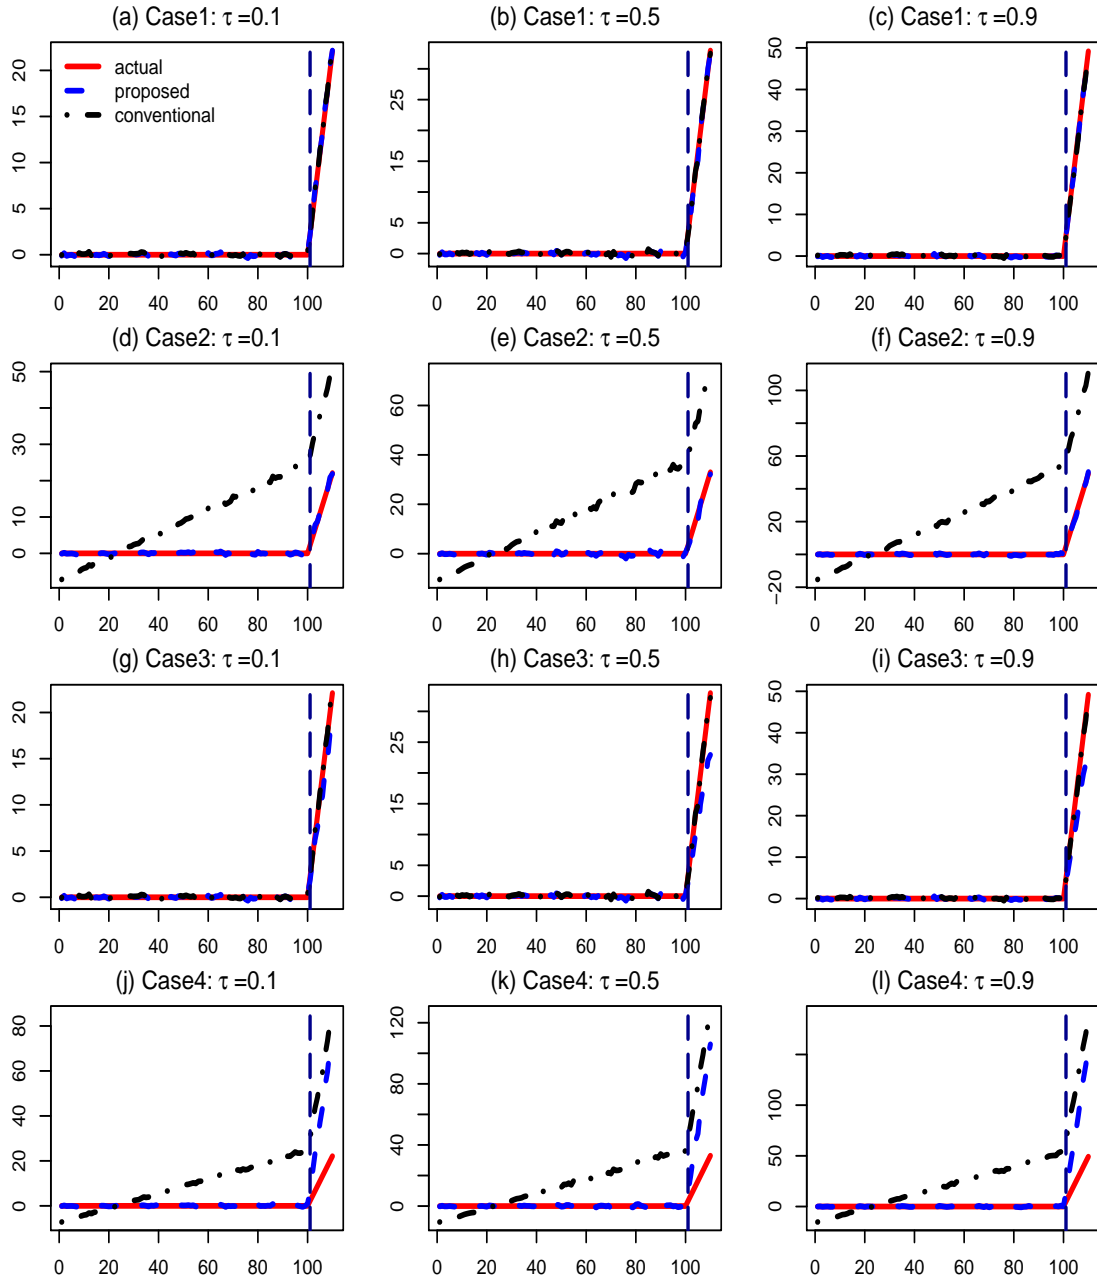 (a) Case1: τ=0.1
(b) Case1: τ=0.5
(c) Case1: τ=0.9
actual
proposed
conventional
0 5 10 15 20
0 20 40 60 80 100
0 5 15 25 35
0 20 40 60 80 100
0 10 20 30 40 50
0 20 40 60 80 100
(d) Case2: τ=0.1
(e) Case2: τ=0.5
(f) Case2: τ=0.9
0 10 30 50
0 20 40 60 80 100
0 20 40 60
0 20 40 60 80 100
−20 20 60 100
0 20 40 60 80 100
(g) Case3: τ=0.1
(h) Case3: τ=0.5
(i) Case3: τ=0.9
0 5 10 15 20
0 20 40 60 80 100
0 5 15 25
0 20 40 60 80 100
0 10 20 30 40 50
0 20 40 60 80 100
(j) Case4: τ=0.1
(k) Case4: τ=0.5
(l) Case4: τ=0.9
0 20 40 60 80
0 20 40 60 80 100
0 40 80 120
0 20 40 60 80 100
0 50 100
0 20 40 60 80 100